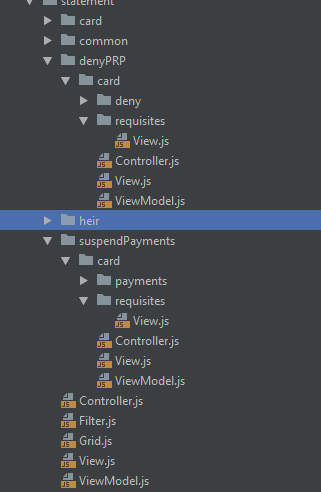 statement
card
common
denyPRP
card
deny
requisites
View.js
Controller.js
View.js
ViewModel.js
heir
suspendPayments
card
payments
requisites
View.js
Controller.js
View.js
ViewModel.js
Controller.js
Filter.js
Grid.js
View.js
ViewModel.js